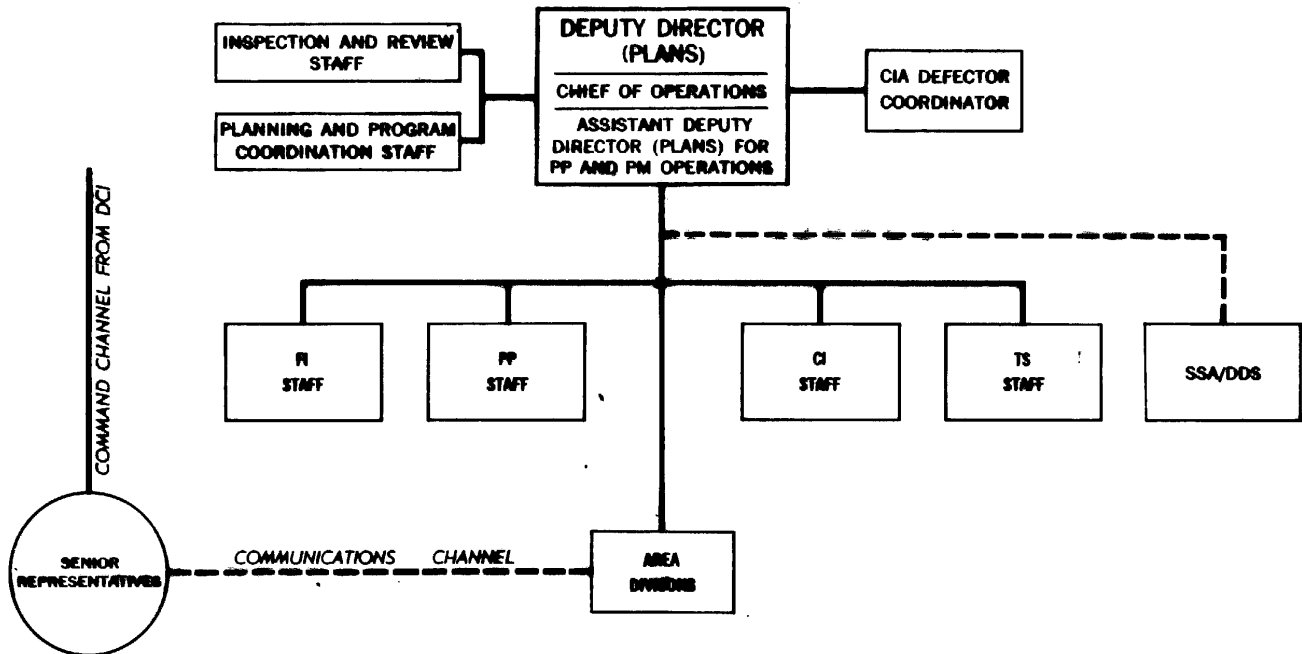 INSPECTION AND REVIEW
STAFF
PLANNING AND PROGRAM
COORDINATION STAFF
DEPUTY DIRECTOR
(PLANS)
CHIEF OF OPERATIONS
ASSISTANT DEPUTY
DIRECTOR (PLANS) FOR
PP AND PM OPERATIONS
CIA DEFECTOR
COORDINATOR
COMMAND CHANNEL FROM DCI
FI
STAFF
PP
STAFF
CI
STAFF
TS
STAFF
SSA/DDS
SENIOR
REPRESENTATIVES
COMMUNICATIONS CHANNEL
AREA
DIVISIONS